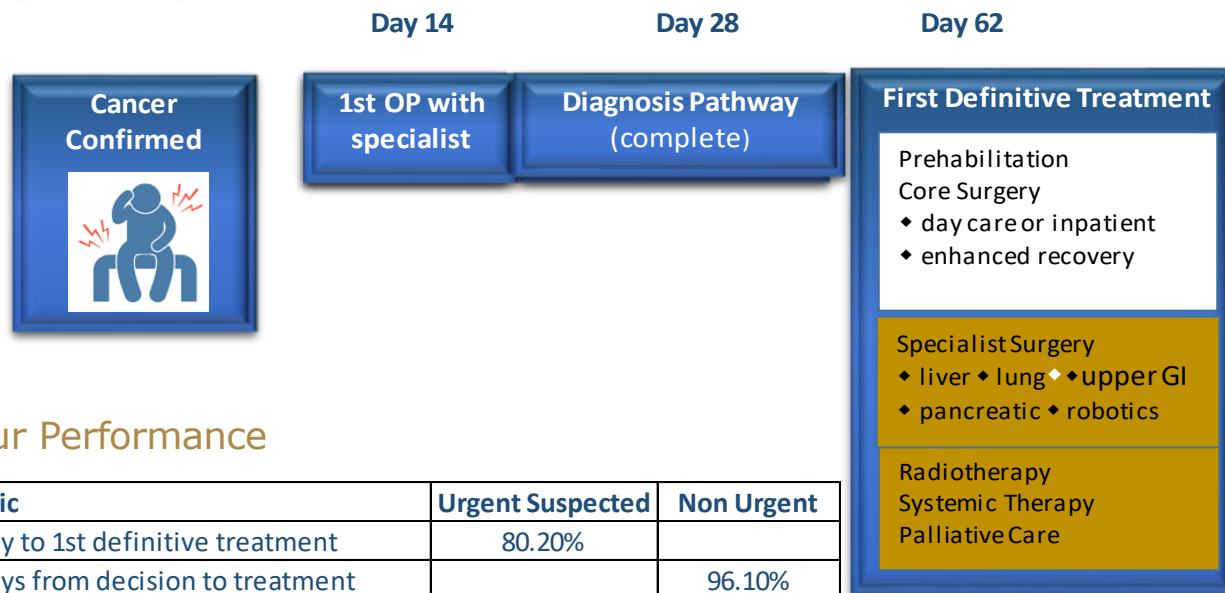 Day 14 Day 28 Day 62
Cancer
Confirmed
1st OP with
specialist
Diagnosis Pathway
(complete)
First Definitive Treatment
Prehabilitation
Core Surgery
◆ day care or inpatient
◆ enhanced recovery
Specialist Surgery
◆ liver ◆ lung ◆ ◆ upper GI
◆ pancreatic ◆ robotics
Radiotherapy
Systemic Therapy
Palliative Care
ur Performance
ic Urgent Suspected Non Urgent
y to 1st definitive treatment 80.20%
ys from decision to treatment 96.10%